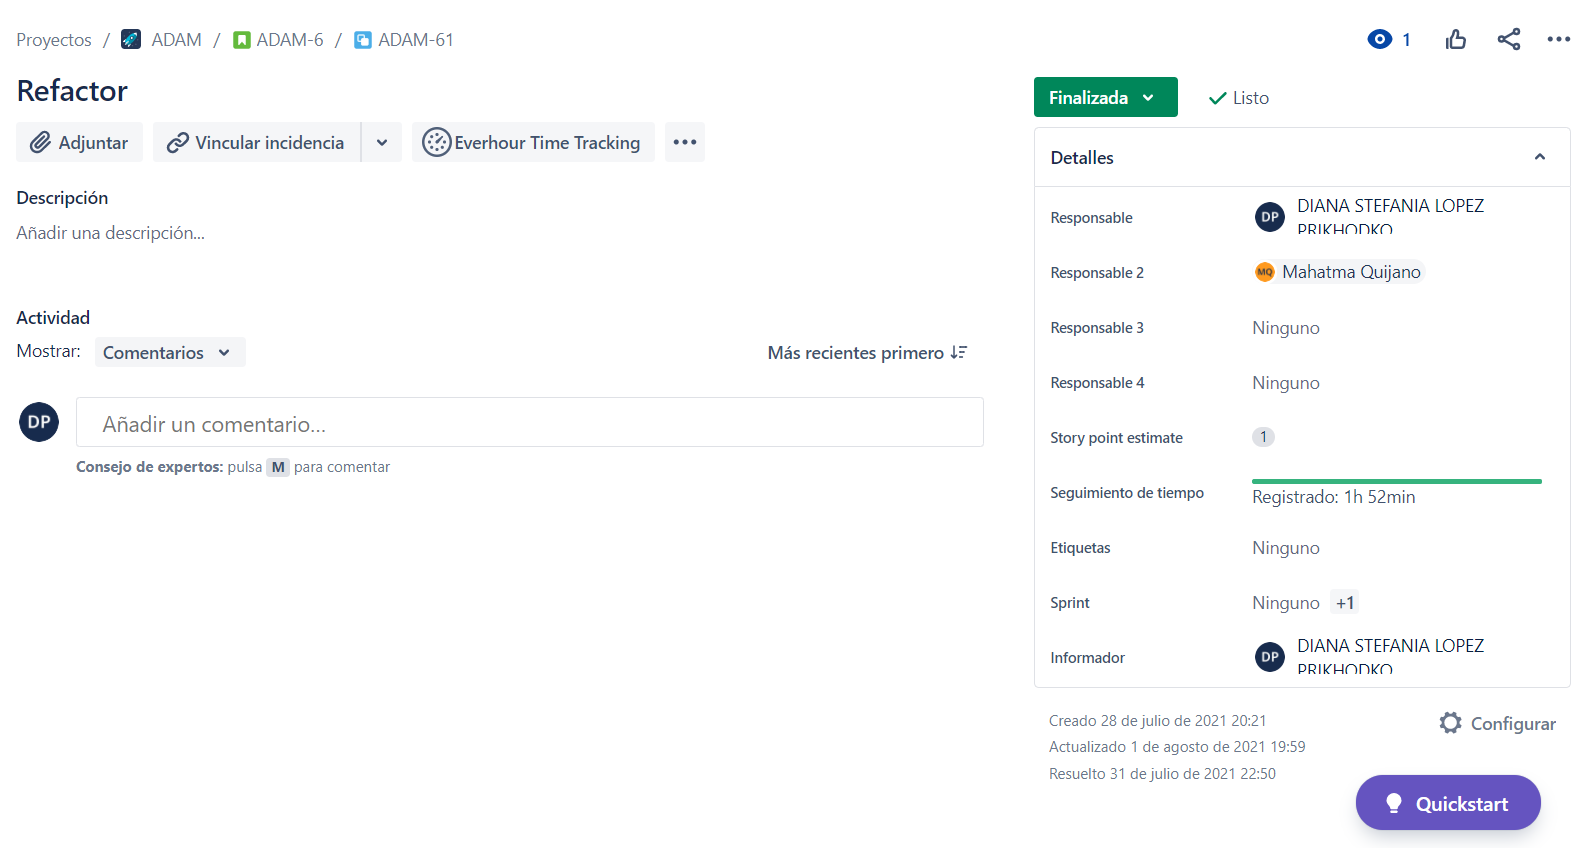 Proyectos / ADAM / ADAM-6 / ADAM-61
1
Refactor
Finalizada
Listo
Adjuntar
Vincular incidencia
Everhour Time Tracking
Detalles
Descripción
Añadir una descripción...
Responsable
DP
DIANA STEFANIA LOPEZ
PRIKHODKO
Responsable 2
MQ
Mahatma Quijano
Actividad
Mostrar:
Comentarios
Más recientes primero
Responsable 3
Ninguno
Responsable 4
Ninguno
DP
Añadir un comentario...
Consejo de expertos: pulsa M para comentar
Story point estimate
1
Seguimiento de tiempo
Registrado: 1h 52min
Etiquetas
Ninguno
Sprint
Ninguno +1
Informador
DP
DIANA STEFANIA LOPEZ
PRIKHODKO
Creado 28 de julio de 2021 20:21
Configurar
Actualizado 1 de agosto de 2021 19:59
Resuelto 31 de julio de 2021 22:50
Quickstart